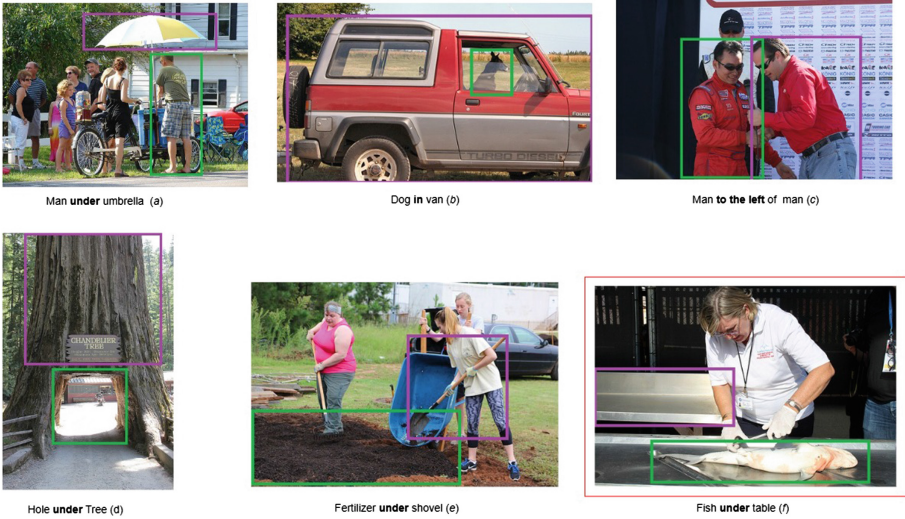 Man under umbrella (a)
Dog in van (b)
Man to the left of man (c)
TURBO DIESEL
CHANDELIER
TREE
Hole under Tree (d)
Fertilizer under shovel (e)
Fish under table (f)